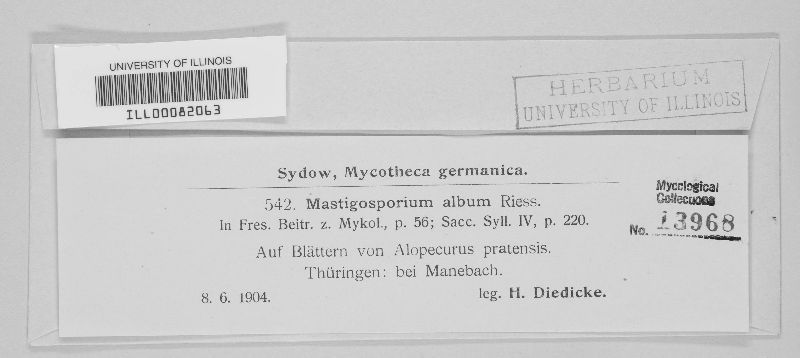 UNIVERSITY OF ILLINOIS
ILL00082063
HERBARIUM
UNIVERSITY OF ILLINOIS
Sydow, Mycotheca germanica.
542. Mastigosporium album Riess.
In Fres. Beitr. z. Mykol., p. 56; Sacc. Syll. IV, p. 220.
Auf Blättern von Alopecurus pratensis.
Thüringen: bei Manebach.
8. 6. 1904. leg. H. Diedicke.
Mycological
Collections
No. 13968